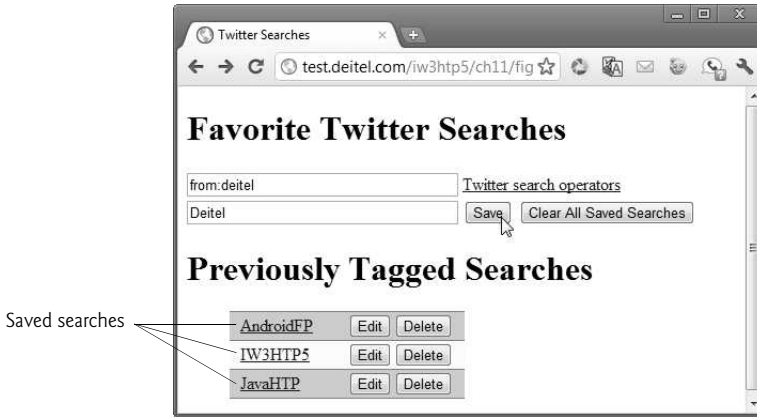 Twitter Searches
test.deitel.com/iw3htp5/ch11/fig
Favorite Twitter Searches
from:deitel Twitter search operators
Deitel Save Clear All Saved Searches
Previously Tagged Searches
Saved searches
AndroidFP Edit Delete
IW3HTP5 Edit Delete
JavaHTP Edit Delete